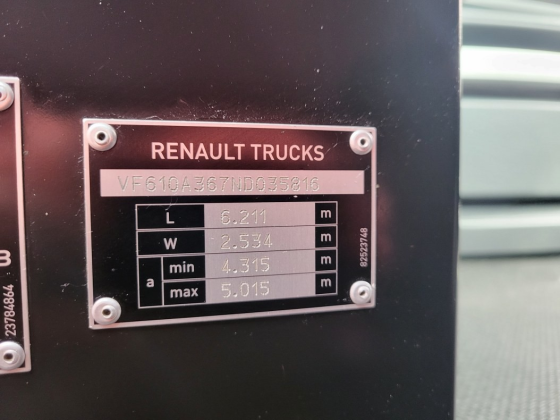 RENAULT TRUCKS
VF610A367ND035816
L 6.211 m
W 2.534 m
a min 4.315 m
max 5.015 m
82523748
B
23784864